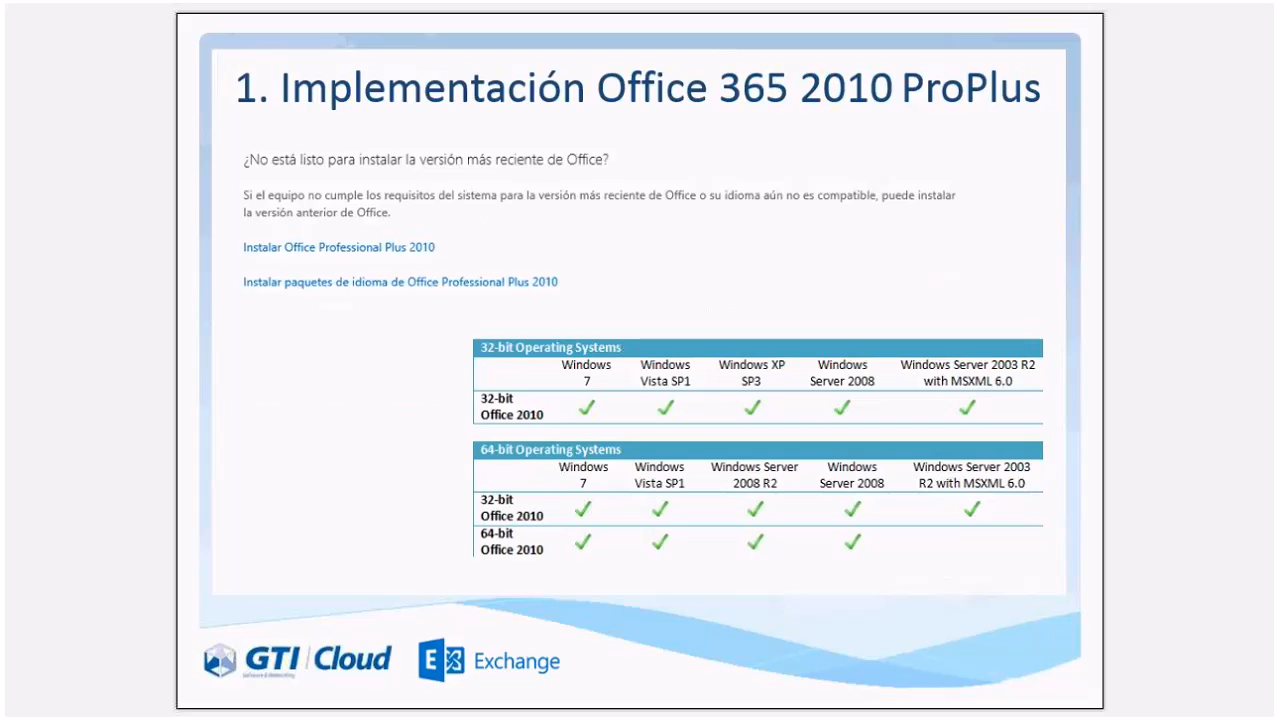 1. Implementación Office 365 2010 ProPlus
¿No está listo para instalar la versión más reciente de Office?
Si el equipo no cumple los requisitos del sistema para la versión más reciente de Office o su idioma aún no es compatible, puede instalar
la versión anterior de Office.
Instalar Office Professional Plus 2010
Instalar paquetes de idioma de Office Professional Plus 2010
32-bit Operating Systems
Windows 7
Windows Vista SP1
Windows XP SP3
Windows Server 2008
Windows Server 2003 R2 with MSXML 6.0
32-bit Office 2010
64-bit Operating Systems
Windows 7
Windows Vista SP1
Windows Server 2008 R2
Windows Server 2008
Windows Server 2003 R2 with MSXML 6.0
32-bit Office 2010
64-bit Office 2010
GTI Cloud
Software & Networking
E Exchange